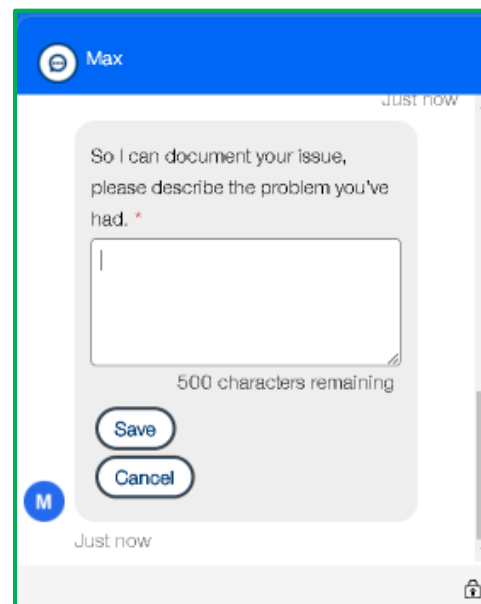 Max
Just now
So I can document your issue,
please describe the problem you've
had. *
500 characters remaining
Save
Cancel
M
Just now